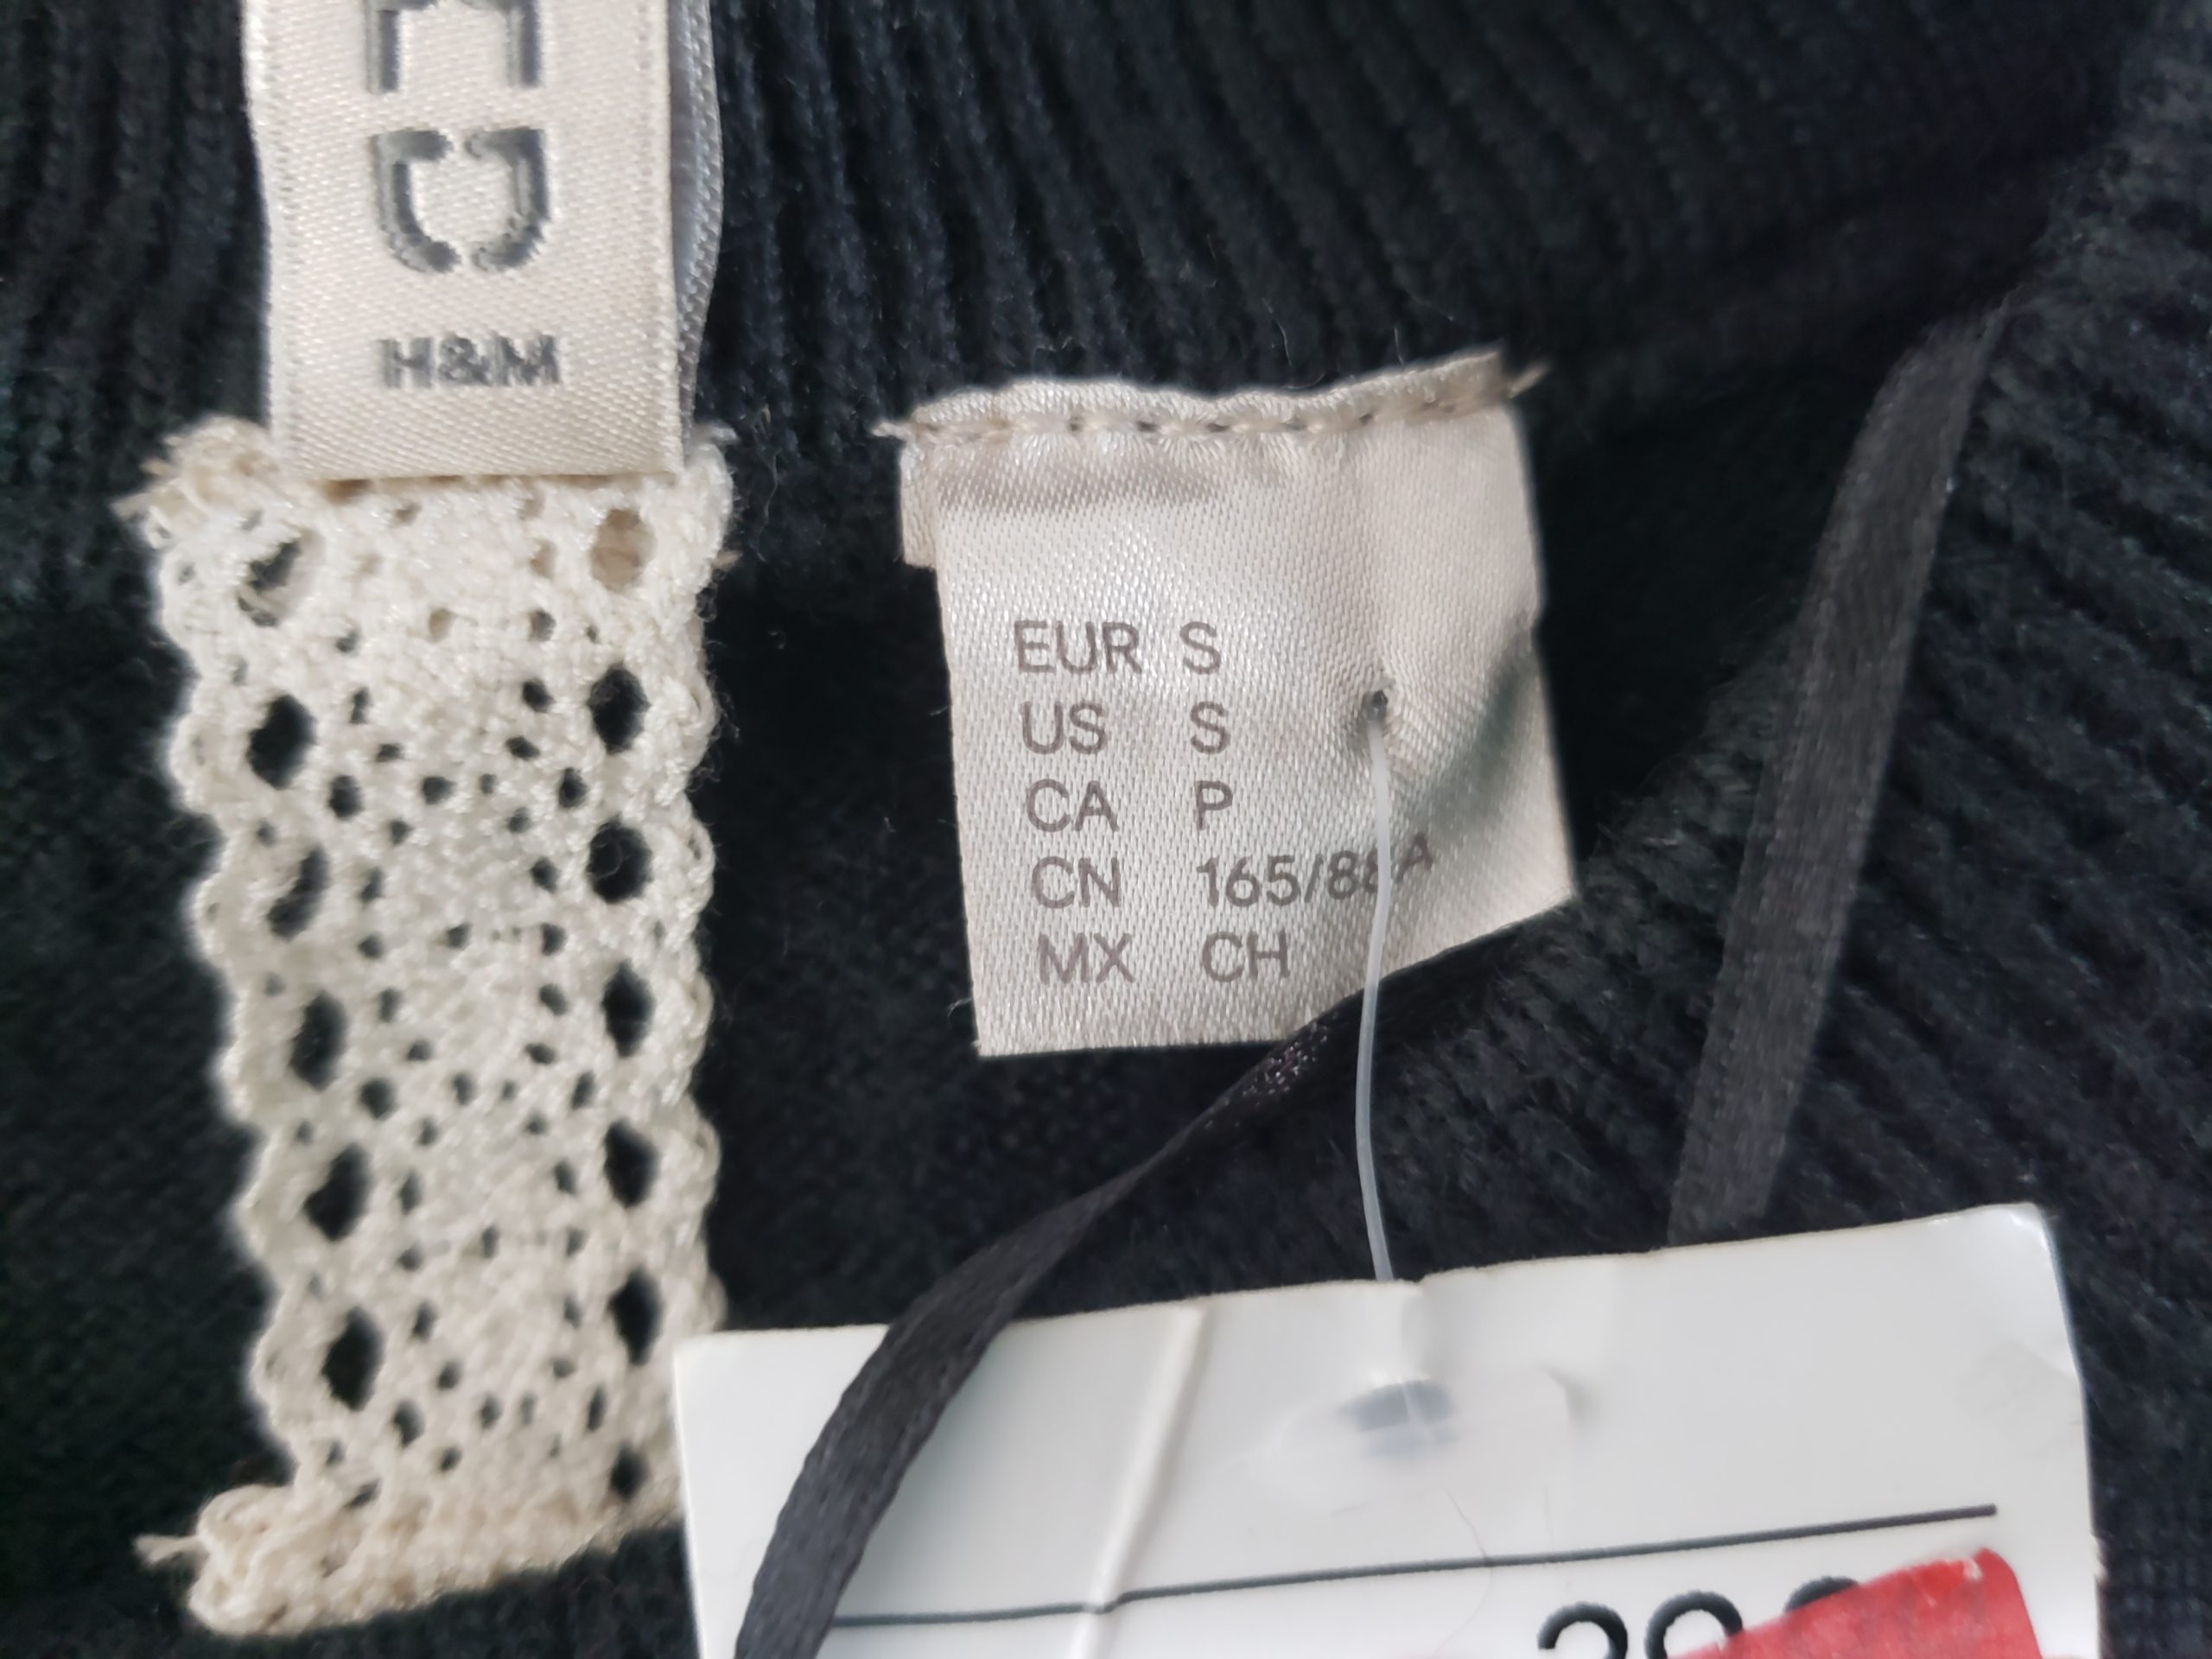 H&M
EUR S
US S
CA P
CN 165/88A
MX CH